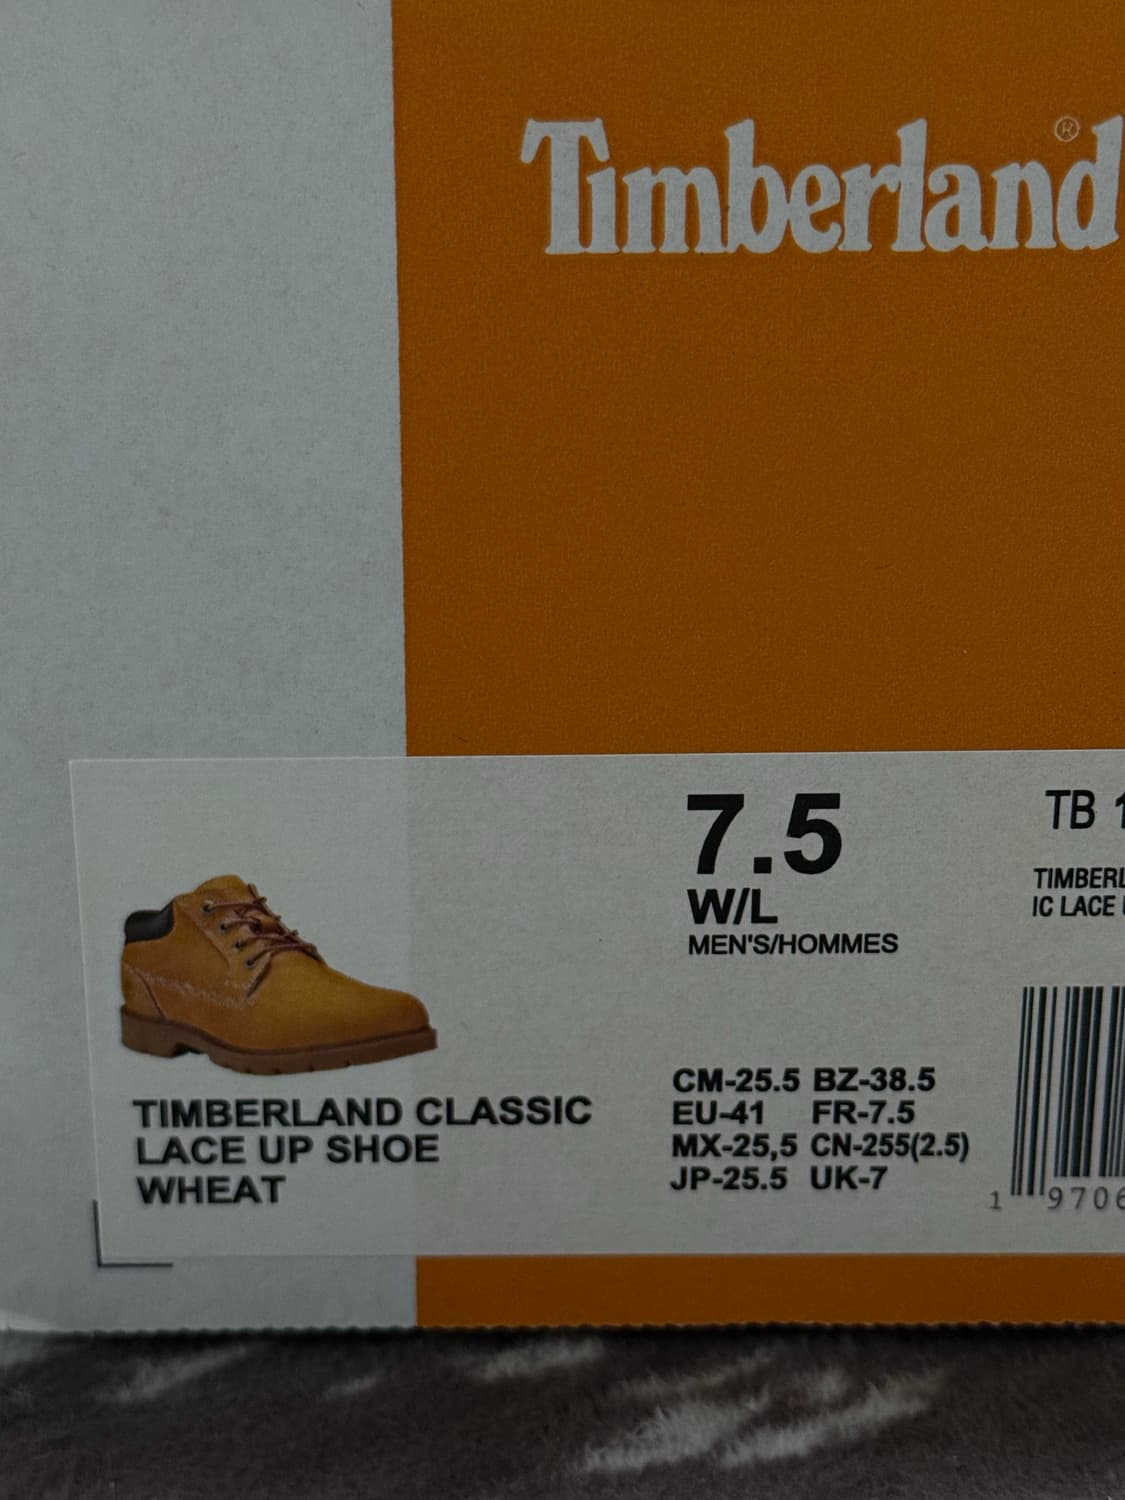 Timberland®
7.5
W/L
MEN'S/HOMMES
TB
TIMBERL
IC LACE
CM-25.5 BZ-38.5
EU-41 FR-7.5
MX-25,5 CN-255(2.5)
JP-25.5 UK-7
TIMBERLAND CLASSIC
LACE UP SHOE
WHEAT
1 9706